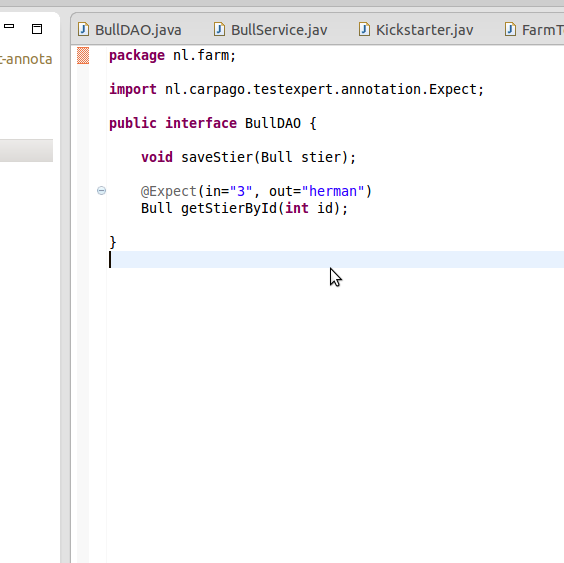 BullDAO.java BullService.jav Kickstarter.jav FarmT
t-annota
package nl.farm;
import nl.carpago.testexpert.annotation.Expect;
public interface BullDAO {
void saveStier(Bull stier);
@Expect(in="3", out="herman")
Bull getStierById(int id);
}